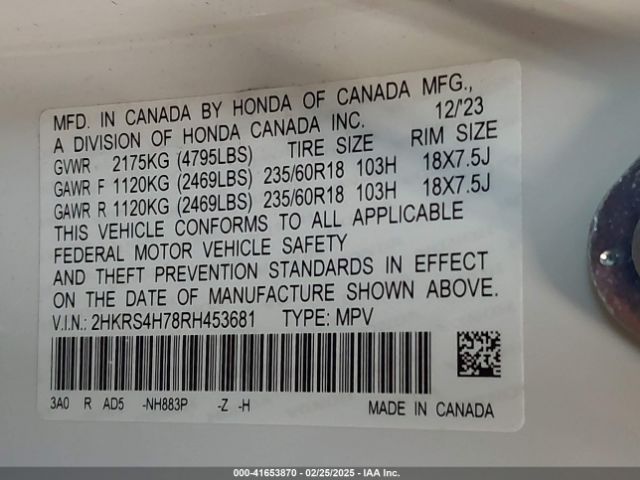 MFD. IN CANADA BY HONDA OF CANADA MFG.,
A DIVISION OF HONDA CANADA INC. 12/'23
GVWR 2175KG (4795LBS) TIRE SIZE RIM SIZE
GAWR F 1120KG (2469LBS) 235/60R18 103H 18X7.5J
GAWR R 1120KG (2469LBS) 235/60R18 103H 18X7.5J
THIS VEHICLE CONFORMS TO ALL APPLICABLE
FEDERAL MOTOR VEHICLE SAFETY
AND THEFT PREVENTION STANDARDS IN EFFECT
ON THE DATE OF MANUFACTURE SHOWN ABOVE.
V.I.N.: 2HKRS4H78RH453681 TYPE: MPV
3A0 R AD5 -NH883P -Z -H MADE IN CANADA
000-41653870 - 02/25/2025 - IAA Inc.